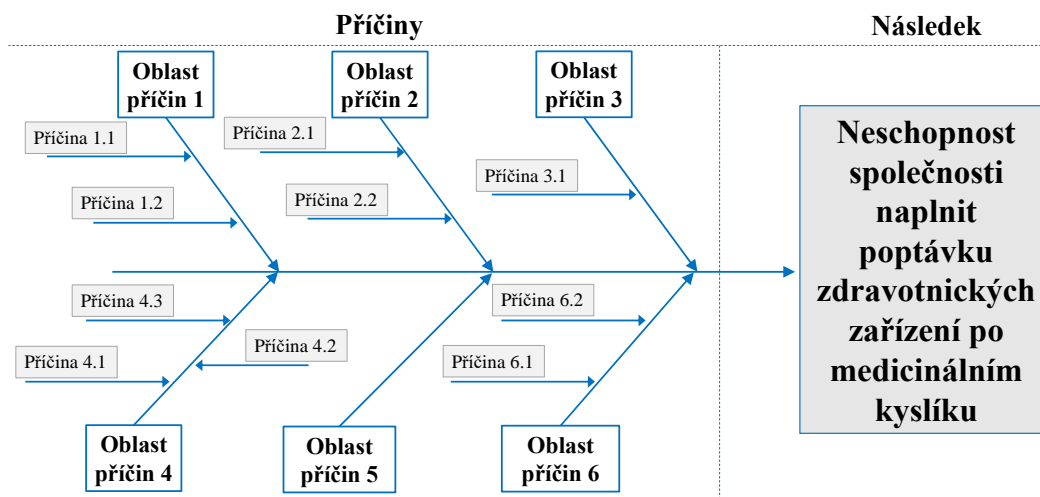 Příčiny
Následek
Oblast
příčin 1
Oblast
příčin 2
Oblast
příčin 3
Příčina 1.1
Příčina 2.1
Příčina 3.1
Příčina 1.2
Příčina 2.2
Neschopnost
společnosti
naplnit
poptávku
zdravotnických
zařízení po
medicinálním
kyslíku
Příčina 4.3
Příčina 6.2
Příčina 4.2
Příčina 4.1
Příčina 6.1
Oblast
příčin 4
Oblast
příčin 5
Oblast
příčin 6